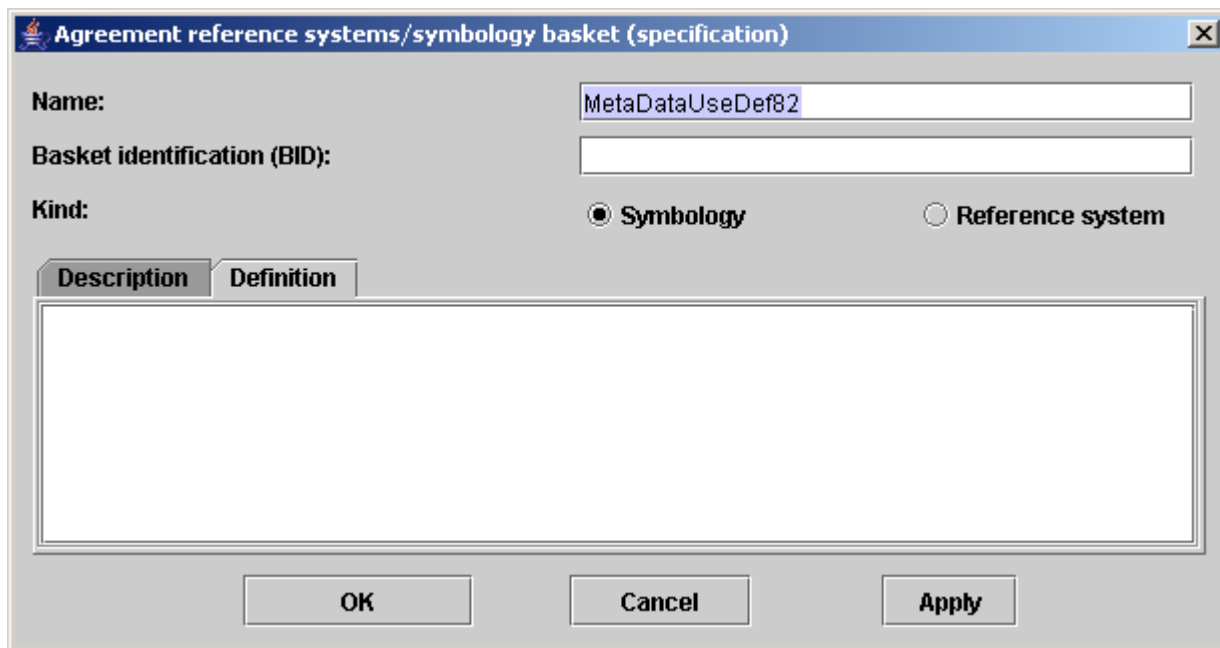 Agreement reference systems/symbology basket (specification)
Name: MetaDataUseDef82
Basket identification (BID):
Kind: Symbology Reference system
Description Definition
OK Cancel Apply